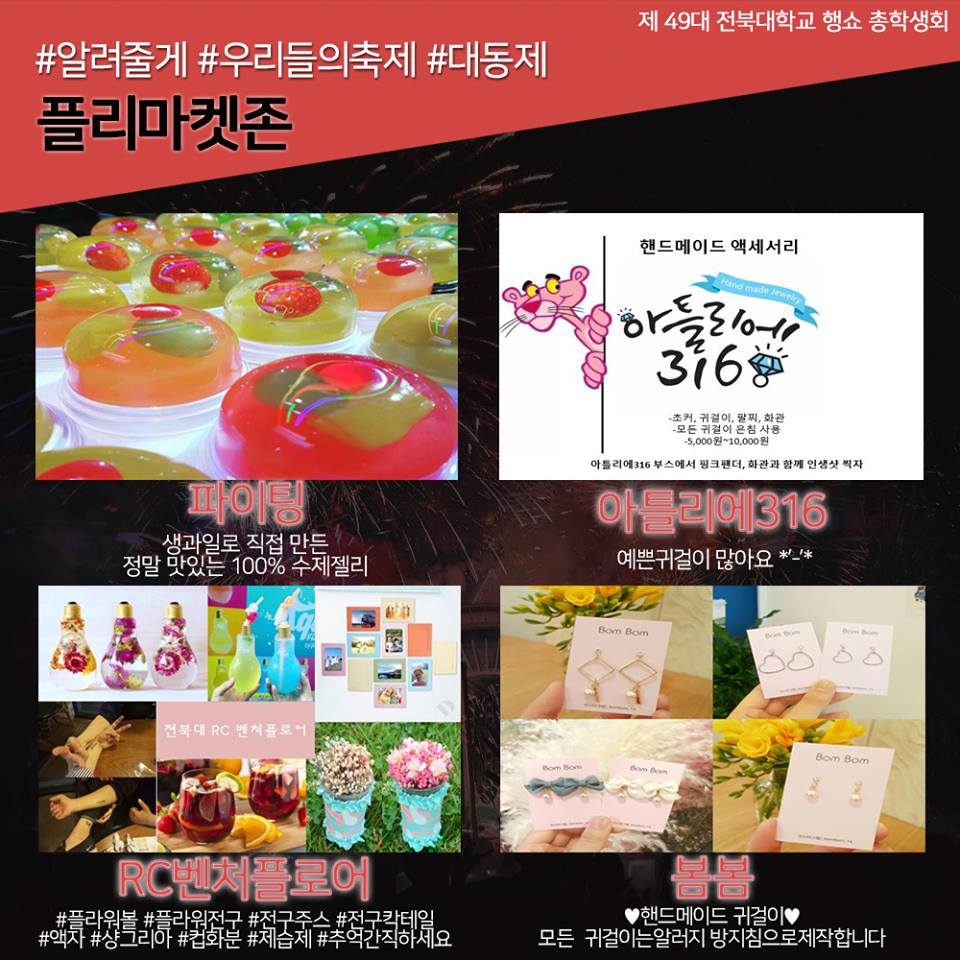 제 49대 전북대학교 행쇼 총학생회
#알려줄게 #우리들의축제 #대동제
플리마켓존
핸드메이드 액세서리
Hand made Jewelry
아틀리에
316
-초커, 귀걸이, 팔찌, 화관
-모든 귀걸이 은침 사용
-5,000원~10,000원
아틀리에316 부스에서 핑크팬더, 화관과 함께 인생샷 찍자
파이팅
생과일로 직접 만든
정말 맛있는 100% 수제젤리
아틀리에316
예쁜귀걸이 많아요 *'-'*
전북대 RC 벤처플로어
Bom Bom
Bom Bom
Bom Bom
Bom Bom
Bom Bom
Bom Bom
RC벤처플로어
#플라워볼 #플라워전구 #전구주스 #전구칵테일
#액자 #샹그리아 #컵화분 #제습제 #추억간직하세요
봄봄
♥핸드메이드 귀걸이♥
모든 귀걸이는알러지 방지침으로제작합니다